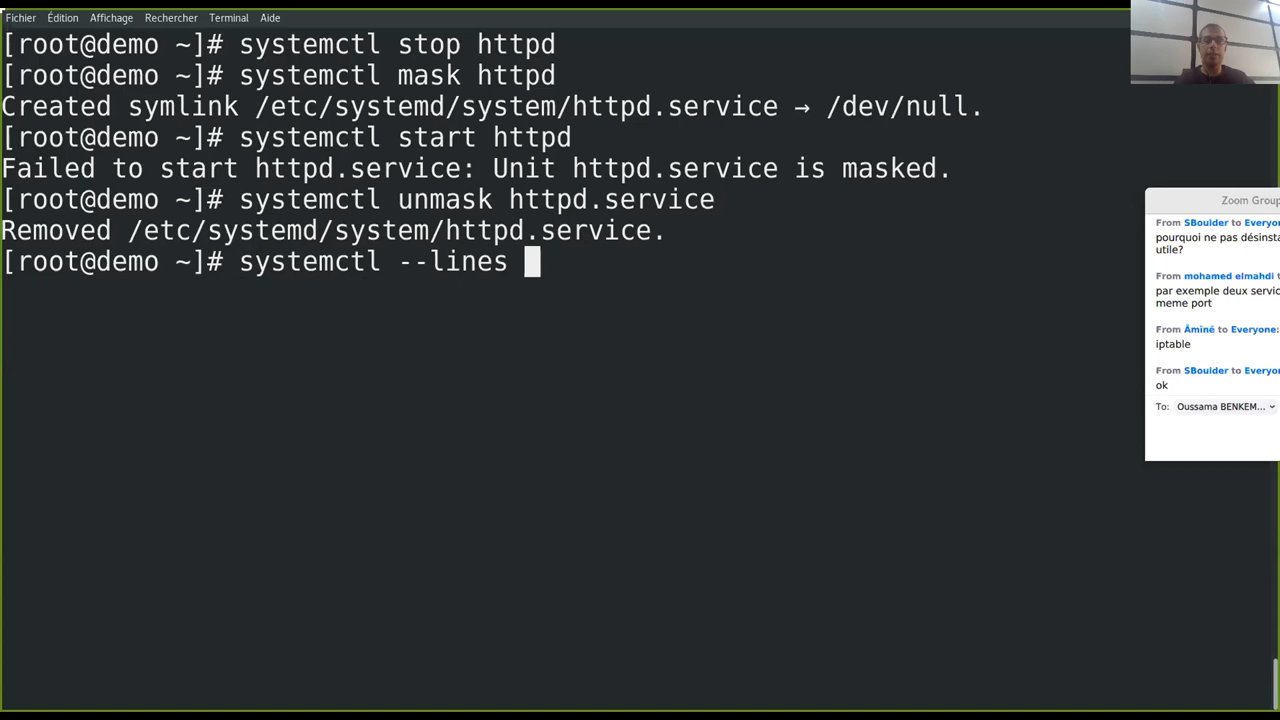 Fichier Édition Affichage Rechercher Terminal Aide
[root@demo ~]# systemctl stop httpd
[root@demo ~]# systemctl mask httpd
Created symlink /etc/systemd/system/httpd.service → /dev/null.
[root@demo ~]# systemctl start httpd
Failed to start httpd.service: Unit httpd.service is masked.
[root@demo ~]# systemctl unmask httpd.service
Removed /etc/systemd/system/httpd.service.
[root@demo ~]# systemctl --lines
Zoom Group
From SBoulder to Everyo
pourquoi ne pas désinsta
utile?
From mohamed elmahdi t
par exemple deux servic
meme port
From Āmīnē to Everyone:
iptable
From SBoulder to Everyo
ok
To: Oussama BENKEM...